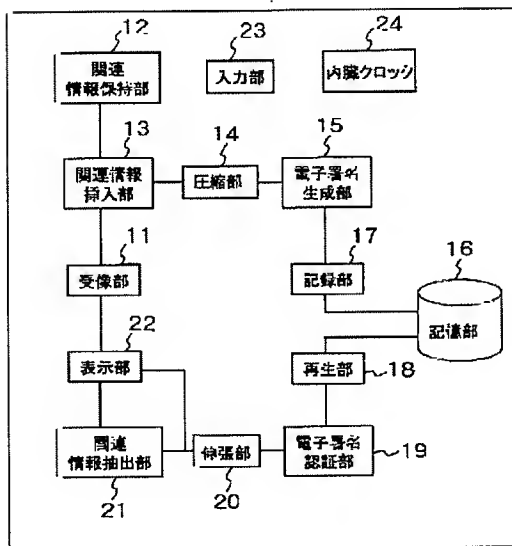 12
関連
情報保持部
23
入力部
24
内臓クロッシ
13
関連情報
挿入部
14
圧縮部
15
電子署名
生成部
11
受像部
17
記録部
16
記憶部
22
表示部
再生部
18
関連
情報抽出部
21
伸張部
20
電子署名
認証部
19